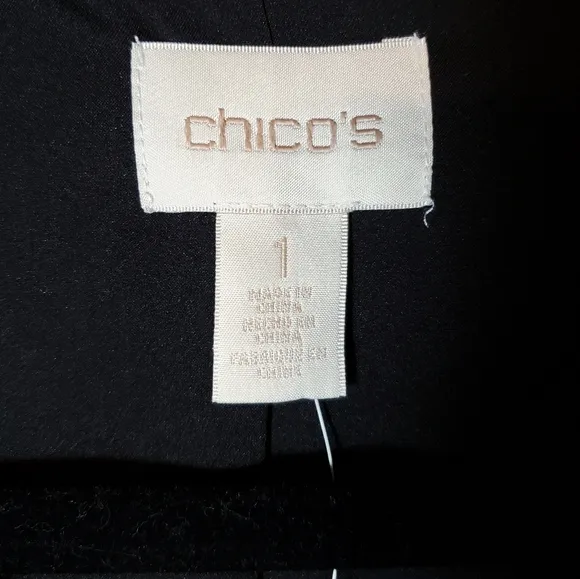 chico's
1
MADE IN
CHINA
HECHO EN
CHINA
FABRIQUE EN
CHINE